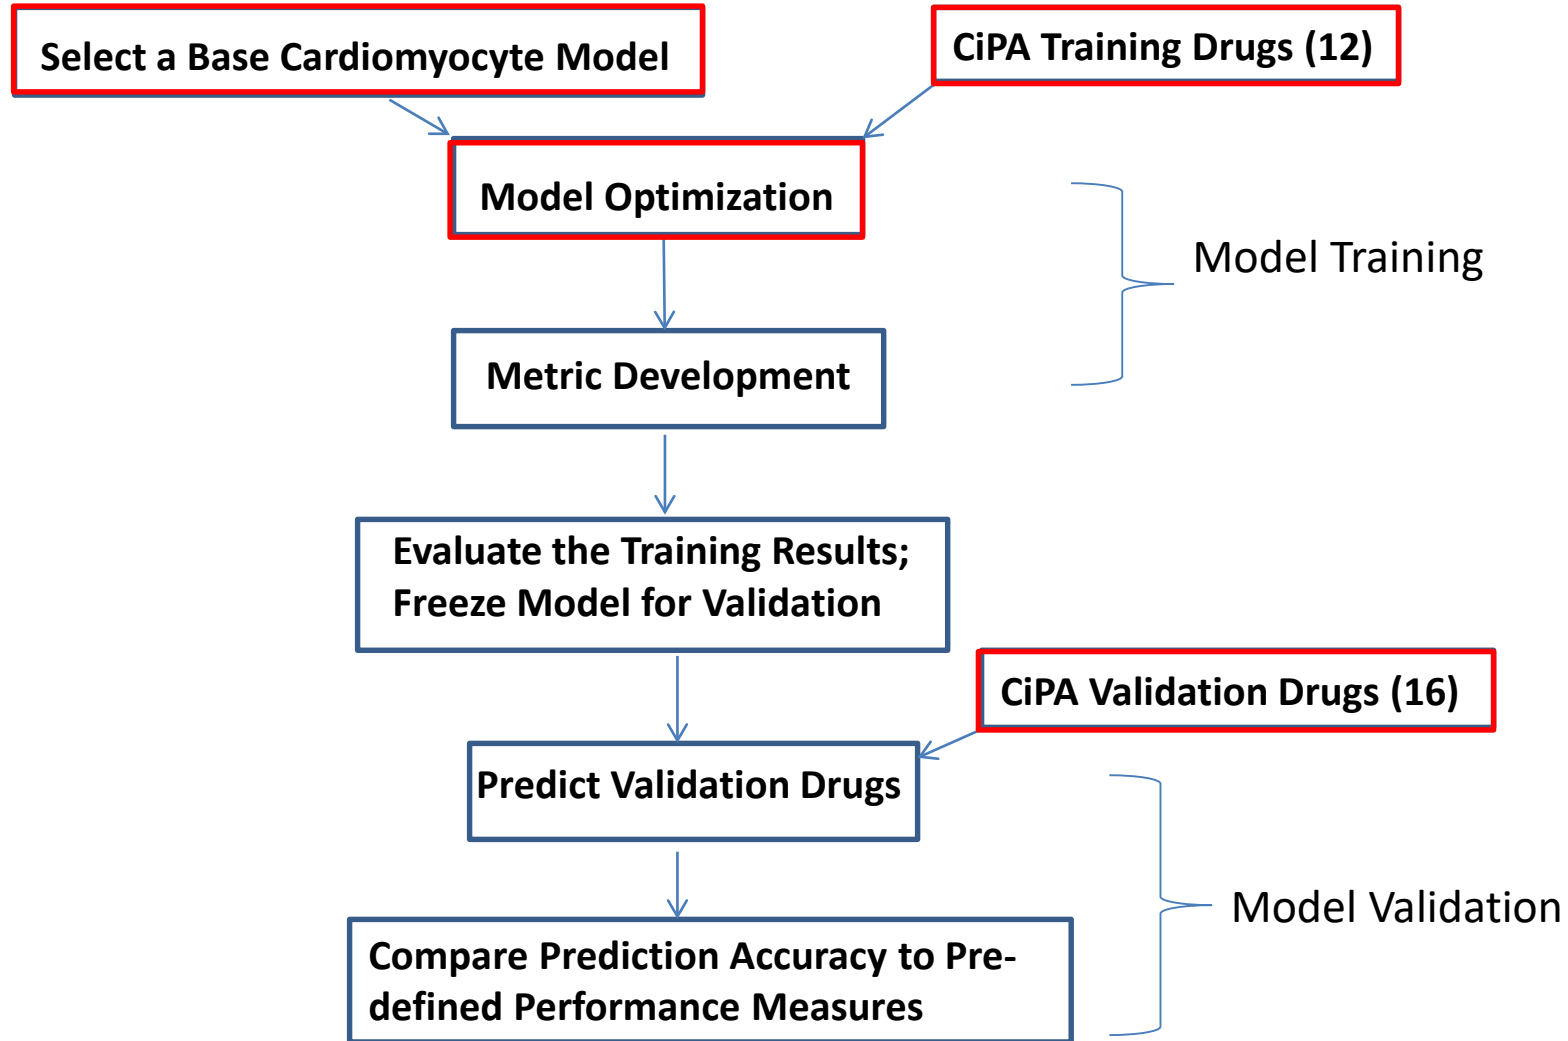 Select a Base Cardiomyocyte Model
CiPA Training Drugs (12)
Model Optimization
Model Training
Metric Development
Evaluate the Training Results;
Freeze Model for Validation
CiPA Validation Drugs (16)
Predict Validation Drugs
Model Validation
Compare Prediction Accuracy to Pre-
defined Performance Measures